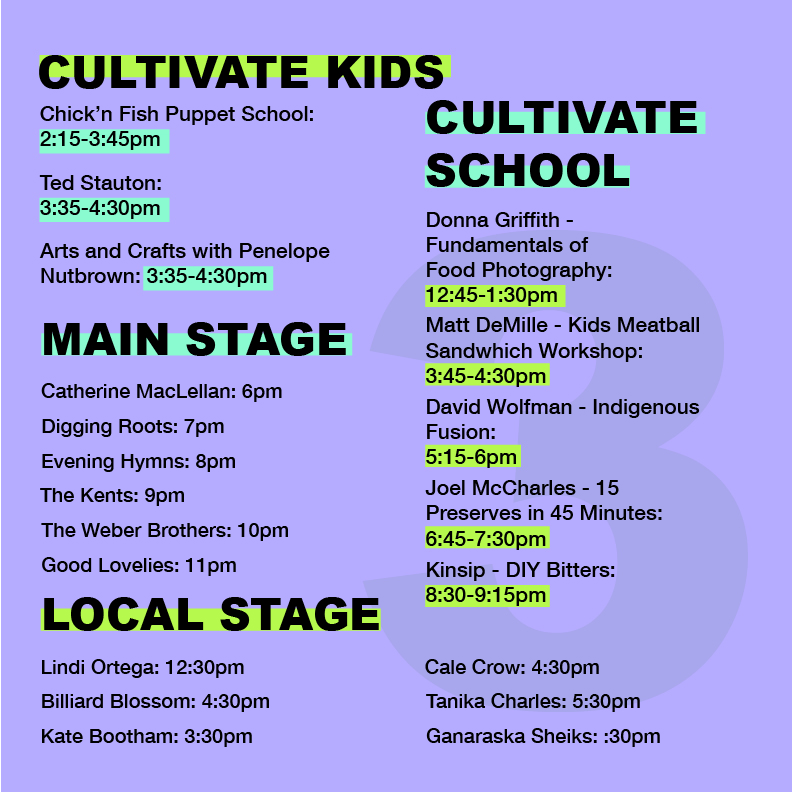 CULTIVATE KIDS
Chick’n Fish Puppet School:
2:15-3:45pm
Ted Stauton:
3:35-4:30pm
Arts and Crafts with Penelope
Nutbrown: 3:35-4:30pm
MAIN STAGE
Catherine MacLellan: 6pm
Digging Roots: 7pm
Evening Hymns: 8pm
The Kents: 9pm
The Weber Brothers: 10pm
Good Lovelies: 11pm
CULTIVATE
SCHOOL
Donna Griffith -
Fundamentals of
Food Photography:
12:45-1:30pm
Matt DeMille - Kids Meatball
Sandwhich Workshop:
3:45-4:30pm
David Wolfman - Indigenous
Fusion:
5:15-6pm
Joel McCharles - 15
Preserves in 45 Minutes:
6:45-7:30pm
Kinsip - DIY Bitters:
8:30-9:15pm
3
LOCAL STAGE
Lindi Ortega: 12:30pm
Billiard Blossom: 4:30pm
Kate Bootham: 3:30pm
Cale Crow: 4:30pm
Tanika Charles: 5:30pm
Ganaraska Sheiks: :30pm